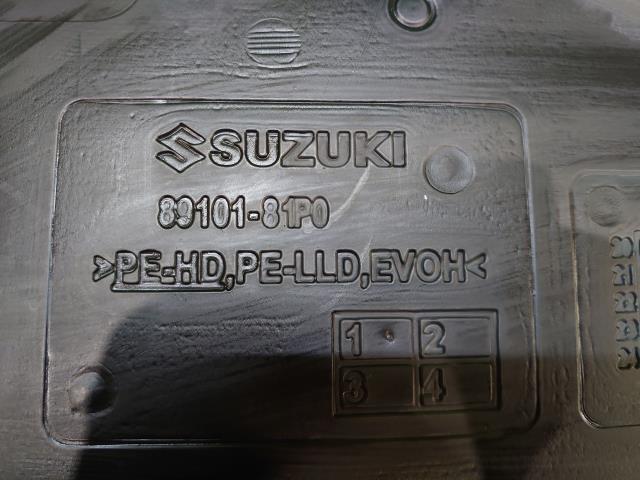 SUZUKI
89101-81P0
>PE-HD,PE-LLD,EVOH<
1 2
3 4